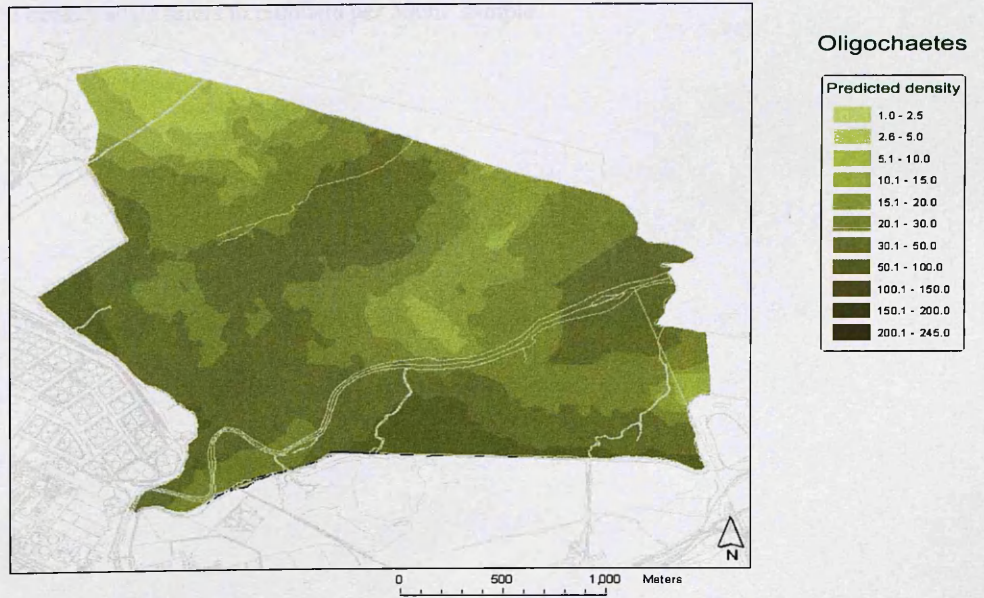 Oligochaetes
Predicted density
1.0 - 2.5
2.6 - 5.0
5.1 - 10.0
10.1 - 15.0
15.1 - 20.0
20.1 - 30.0
30.1 - 50.0
50.1 - 100.0
100.1 - 150.0
150.1 - 200.0
200.1 - 245.0
N
0 500 1,000 Meters